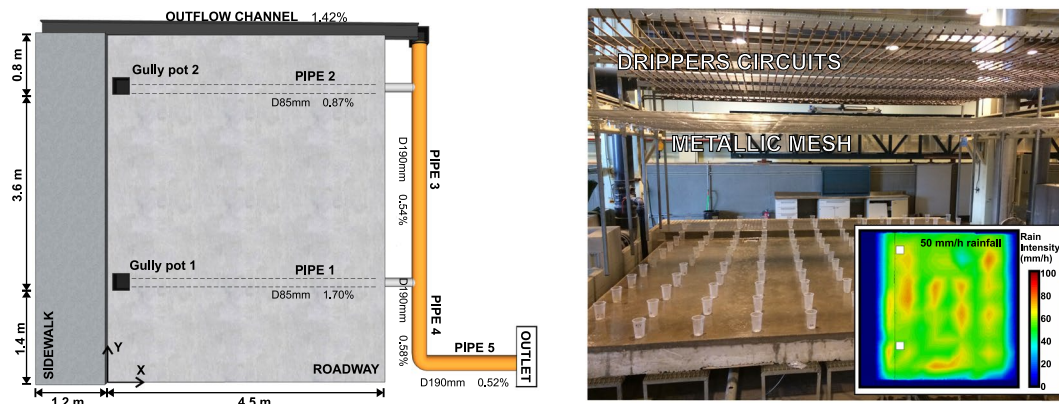 OUTFLOW CHANNEL 1.42%
0.8 m
Gully pot 2
PIPE 2
D85mm 0.87%
3.6 m
PIPE 3
D190mm 0.54%
Gully pot 1
PIPE 1
D85mm 1.70%
D190mm 0.58%
PIPE 4
1.4 m
SIDEWALK
Y
X
ROADWAY
PIPE 5
D190mm 0.52%
OUTLET
1.2 m
4.5 m
DRIPPERS CIRCUITS
METALLIC MESH
50 mm/h rainfall
Rain
Intensity
(mm/h)
100
80
60
40
20
0